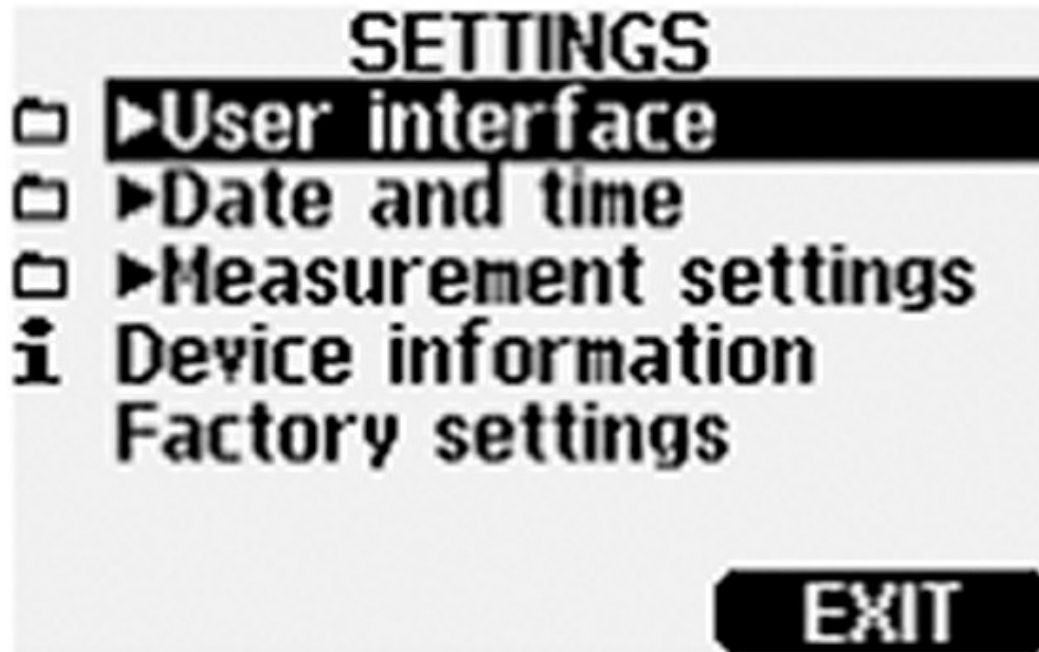 SETTINGS
▶User interface
▶Date and time
▶Measurement settings
i Device information
Factory settings
EXIT